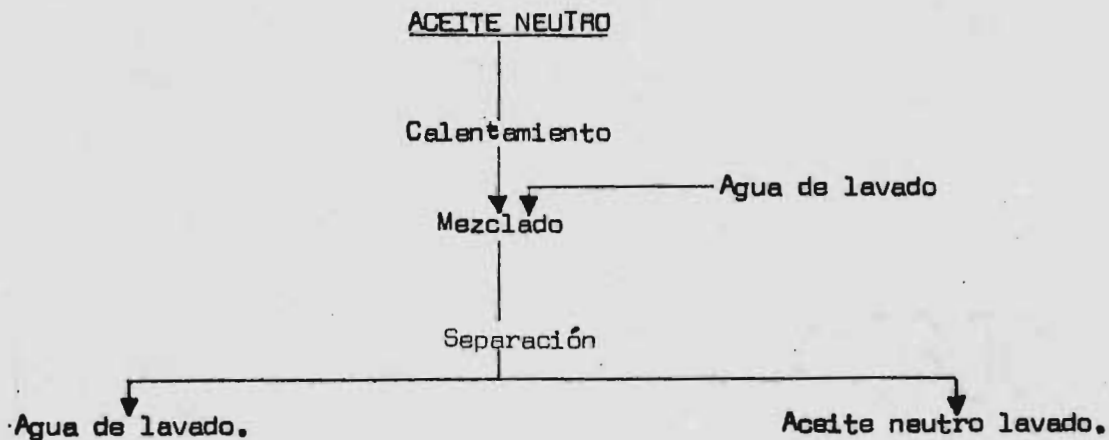 ACEITE NEUTRO
Calentamiento
Agua de lavado
Mezclado
Separación
Agua de lavado.
Aceite neutro lavado.